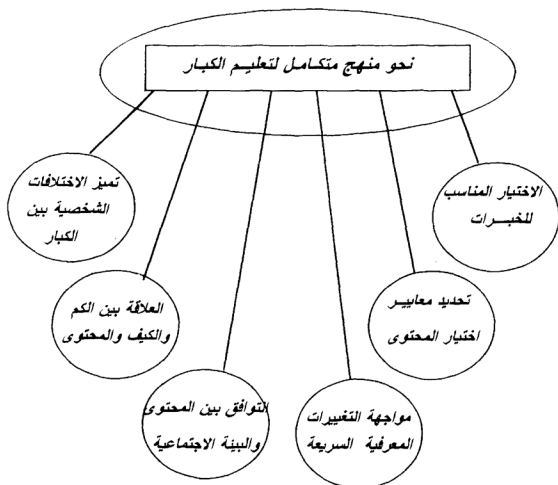 نحو منهج متكامل لتعليم الكبار
الاختيار المناسب
للخبرات
تحديد معايير
اختيار المحتوى
مواجهة التغييرات
المعرفية السريعة
التوافق بين المحتوى
والبيئة الاجتماعية
العلاقة بين الكم
والكيف والمحتوى
تميز الاختلافات
الشخصية بين
الكبار